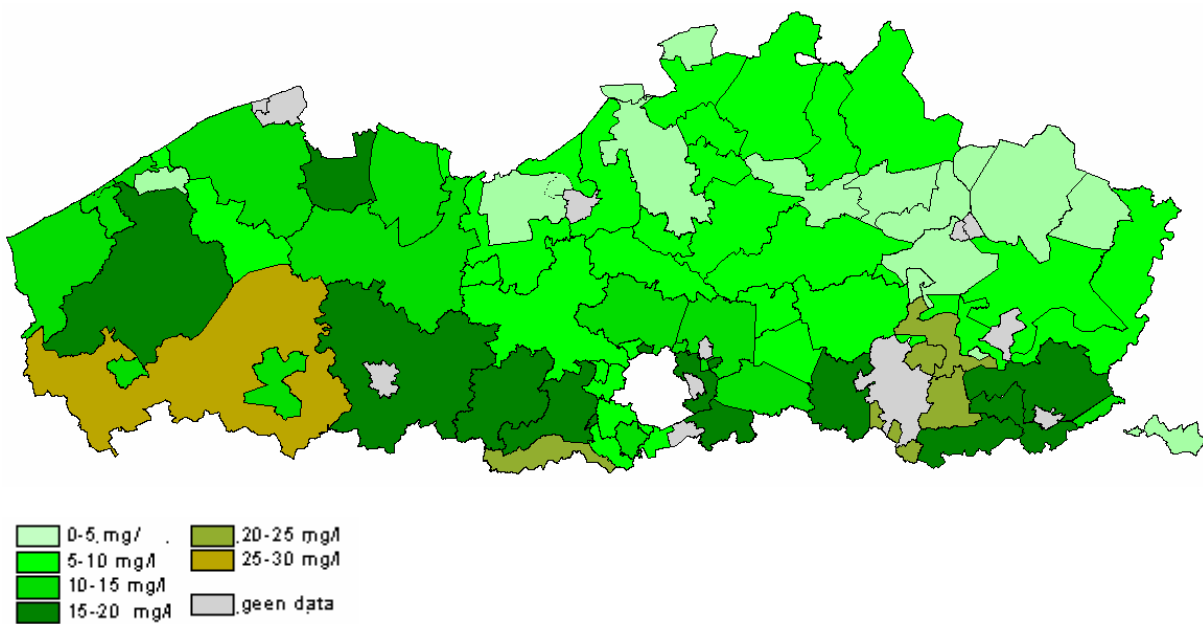 0-5 mg/
5-10 mg/l
10-15 mg/l
15-20 mg/l
20-25 mg/l
25-30 mg/l
geen data